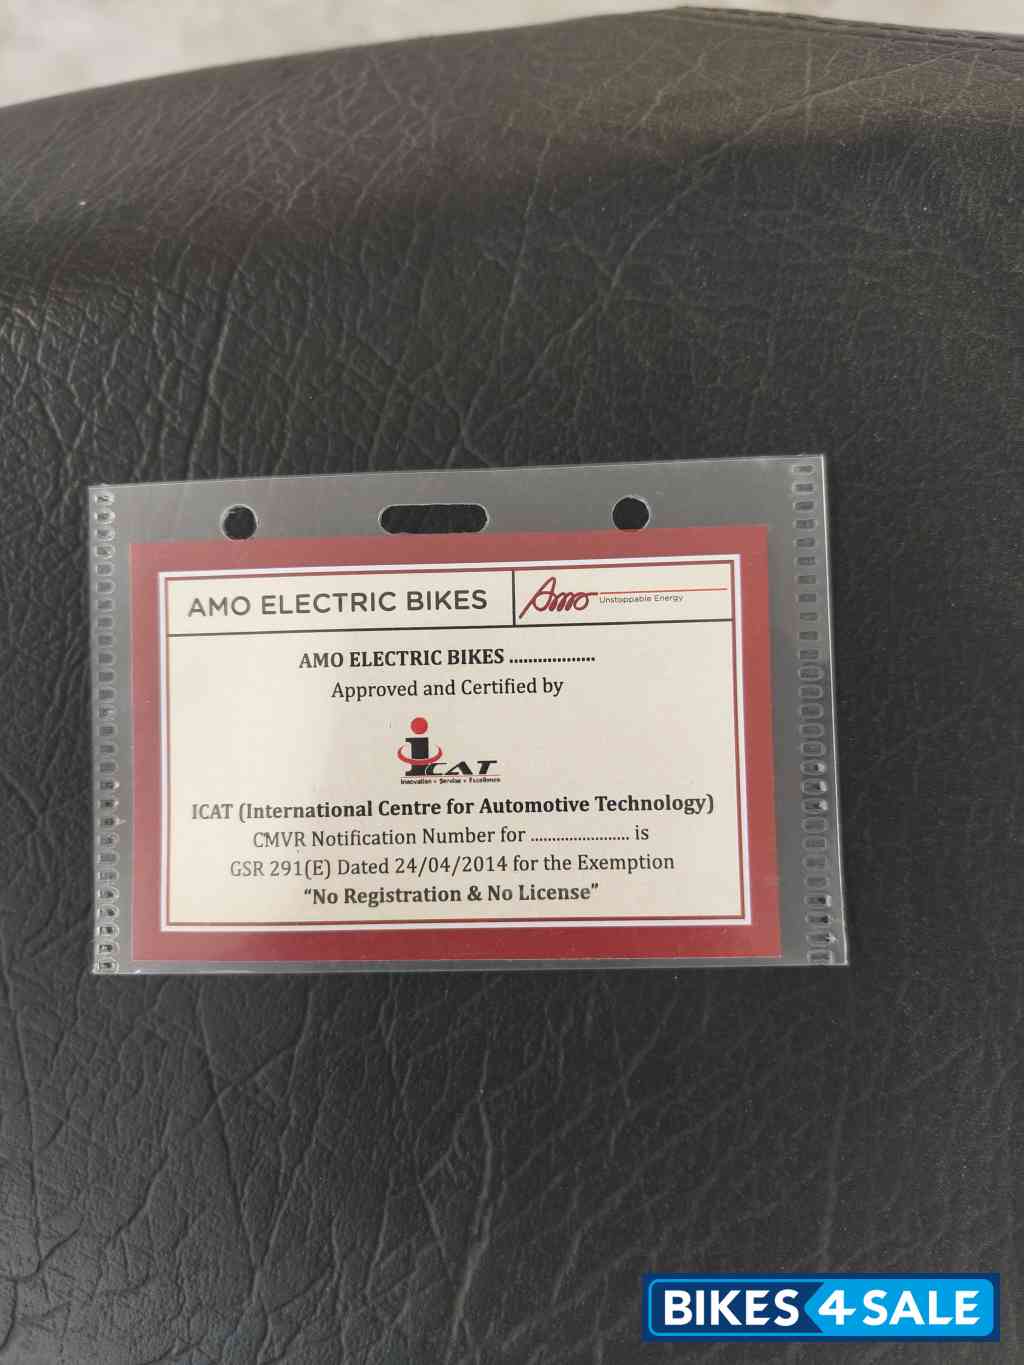 AMO ELECTRIC BIKES
Amo Unstoppable Energy
AMO ELECTRIC BIKES ..................
Approved and Certified by
iCAT
Innovation • Service • Excellence
ICAT (International Centre for Automotive Technology)
CMVR Notification Number for ....................... is
GSR 291(E) Dated 24/04/2014 for the Exemption
“No Registration & No License”
BIKES4SALE